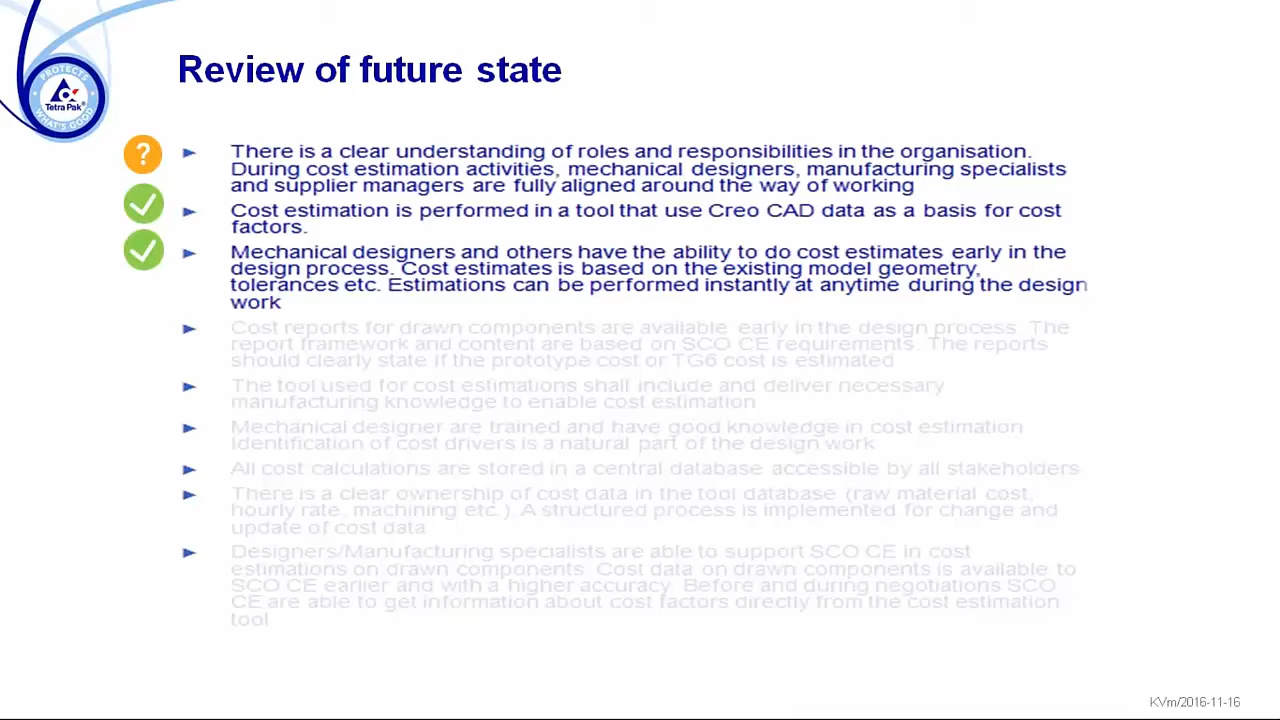 Review of future state
PROTECTS
Tetra Pak®
WHAT'S GOOD
?
There is a clear understanding of roles and responsibilities in the organisation.
During cost estimation activities, mechanical designers, manufacturing specialists
and supplier managers are fully aligned around the way of working
Cost estimation is performed in a tool that use Creo CAD data as a basis for cost
factors.
Mechanical designers and others have the ability to do cost estimates early in the
design process. Cost estimates is based on the existing model geometry,
tolerances etc. Estimations can be performed instantly at anytime during the design
work
Cost reports for drawn components are available early in the design process. The
report framework and content are based on SCO CE requirements. The reports
should clearly state if the prototype cost or TG6 cost is estimated
The tool used for cost estimations shall include and deliver necessary
manufacturing knowledge to enable cost estimation
Mechanical designer are trained and have good knowledge in cost estimation
Identification of cost drivers is a natural part of the design work
All cost calculations are stored in a central database accessible by all stakeholders
There is a clear ownership of cost data in the tool database (raw material cost,
hourly rate, machining etc.). A structured process is implemented for change and
update of cost data
Designers/Manufacturing specialists are able to support SCO CE in cost
estimations on drawn components. Cost data on drawn components is available to
SCO CE earlier and with a higher accuracy. Before and during negotiations SCO
CE are able to get information about cost factors directly from the cost estimation
tool
KVm/2016-11-16